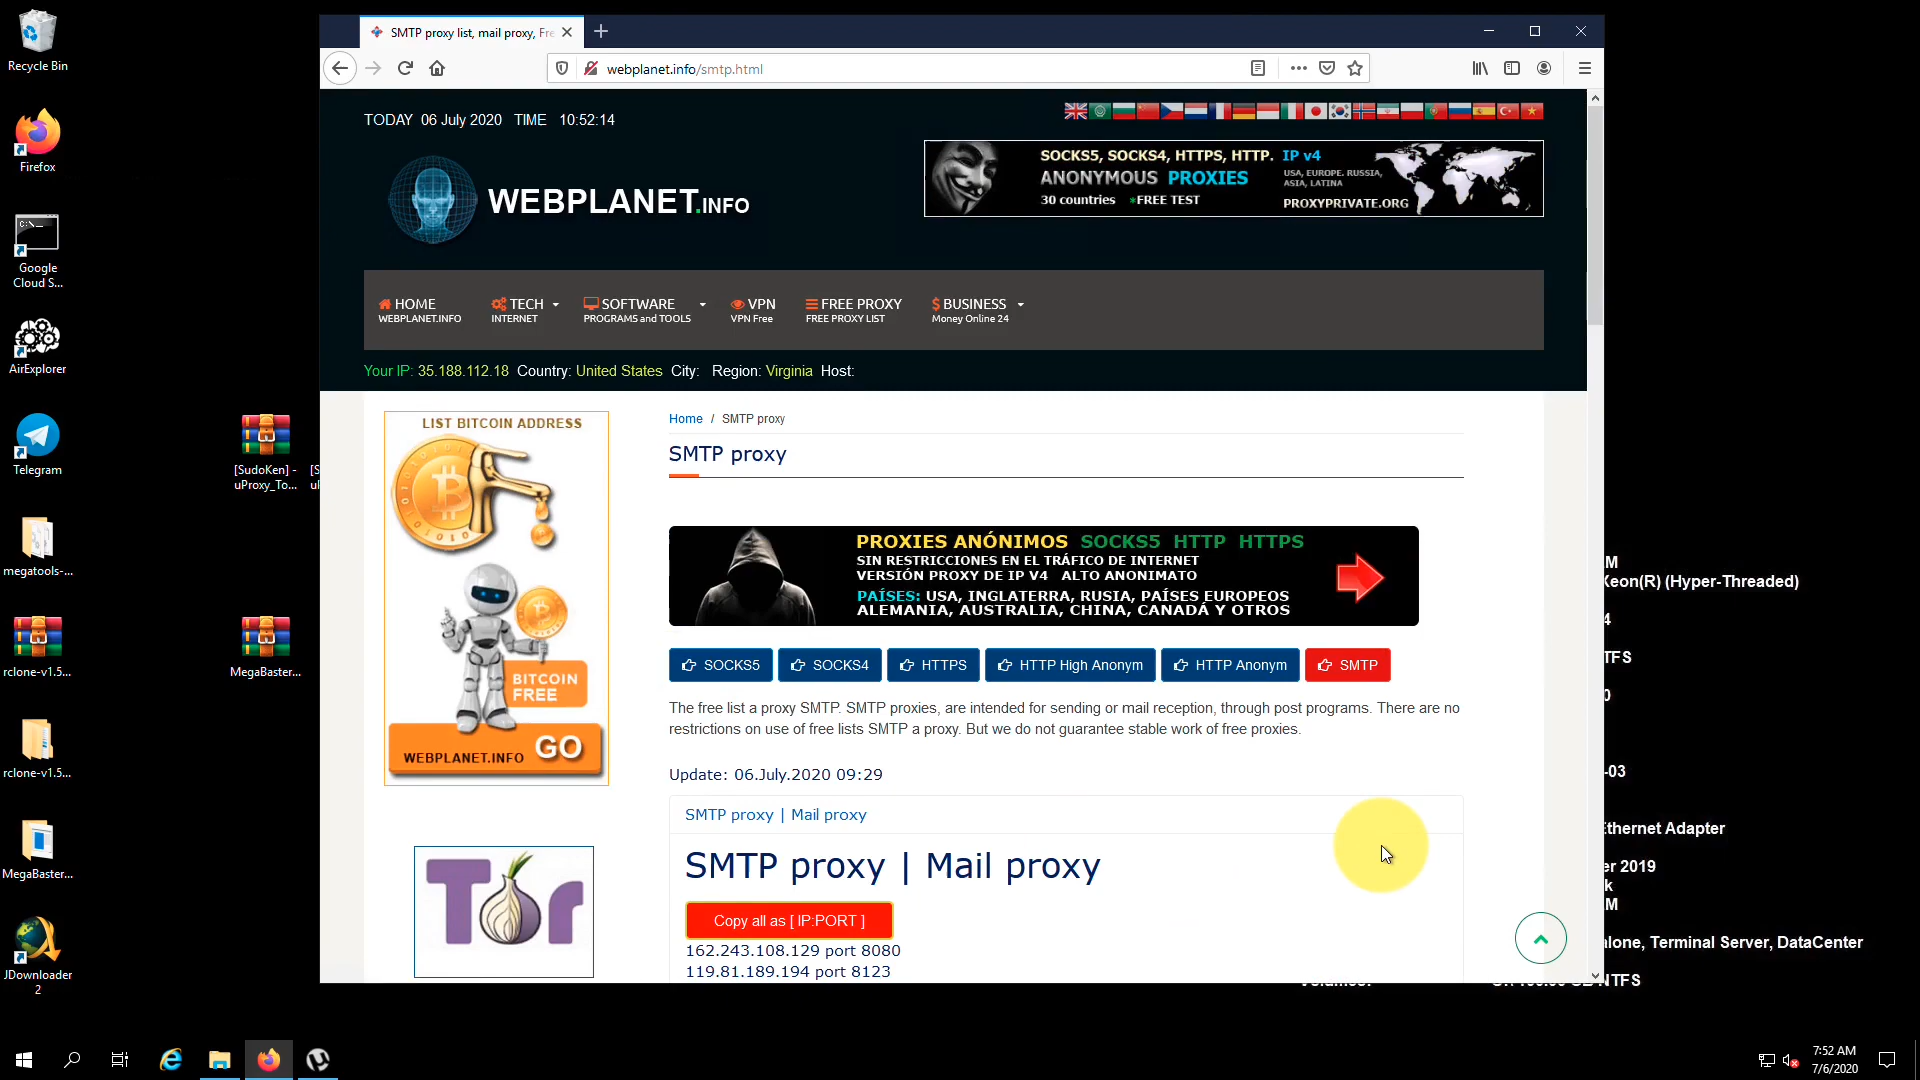 Recycle Bin
Firefox
Google
Cloud S...
AirExplorer
Telegram
megatools-...
rclone-v1.5...
rclone-v1.5...
MegaBaster...
JDownloader
2
[SudoKen] -
uProxy_To...
MegaBaster...
SMTP proxy list, mail proxy, Fre
webplanet.info/smtp.html
TODAY 06 July 2020 TIME 10:52:14
WEBPLANET.INFO
SOCKS5, SOCKS4, HTTPS, HTTP. IP v4
ANONYMOUS PROXIES
30 countries *FREE TEST
USA, EUROPE. RUSSIA,
ASIA, LATINA
PROXYPRIVATE.ORG
HOME
WEBPLANET.INFO
TECH
INTERNET
SOFTWARE
PROGRAMS and TOOLS
VPN
VPN Free
FREE PROXY
FREE PROXY LIST
BUSINESS
Money Online 24
Your IP: 35.188.112.18 Country: United States City: Region: Virginia Host:
LIST BITCOIN ADDRESS
BITCOIN
FREE
WEBPLANET.INFO GO
Tor
Home / SMTP proxy
SMTP proxy
PROXIES ANÓNIMOS SOCKS5 HTTP HTTPS
SIN RESTRICCIONES EN EL TRÁFICO DE INTERNET
VERSIÓN PROXY DE IP V4 ALTO ANONIMATO
PAÍSES: USA, INGLATERRA, RUSIA, PAÍSES EUROPEOS
ALEMANIA, AUSTRALIA, CHINA, CANADÁ Y OTROS
SOCKS5 SOCKS4 HTTPS HTTP High Anonym HTTP Anonym SMTP
The free list a proxy SMTP. SMTP proxies, are intended for sending or mail reception, through post programs. There are no
restrictions on use of free lists SMTP a proxy. But we do not guarantee stable work of free proxies.
Update: 06.July.2020 09:29
SMTP proxy | Mail proxy
SMTP proxy | Mail proxy
Copy all as [ IP:PORT ]
162.243.108.129 port 8080
119.81.189.194 port 8123
M
Xeon(R) (Hyper-Threaded)
4
TFS
0
-03
Ethernet Adapter
er 2019
k
M
alone, Terminal Server, DataCenter
NTFS
7:52 AM
7/6/2020